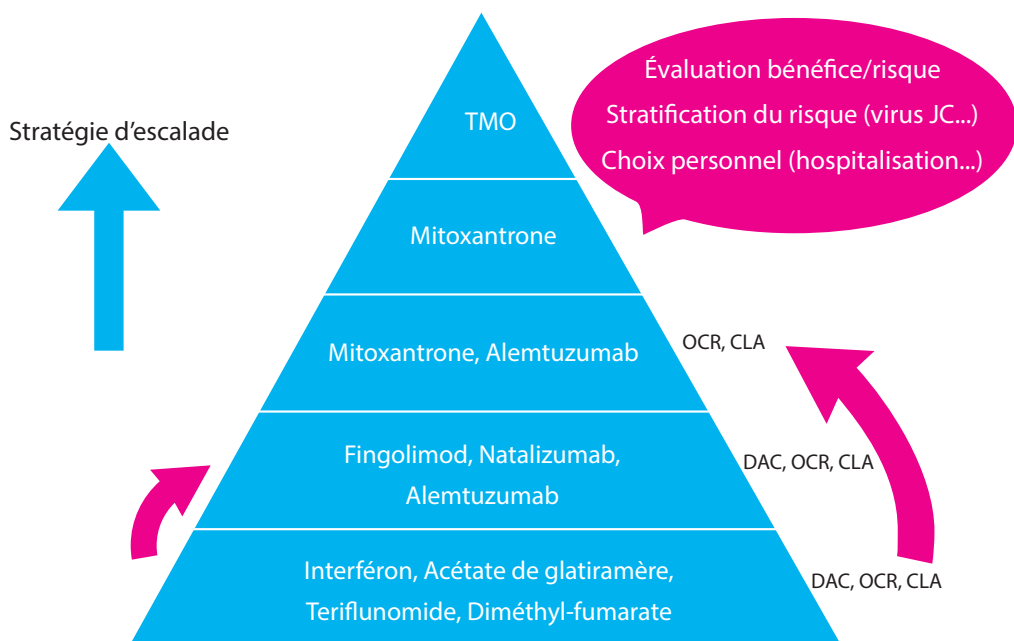 Évaluation bénéfice/risque
Stratification du risque (virus JC...)
Choix personnel (hospitalisation...)
Stratégie d'escalade
TMO
Mitoxantrone
Mitoxantrone, Alemtuzumab
OCR, CLA
Fingolimod, Natalizumab,
Alemtuzumab
DAC, OCR, CLA
Interféron, Acétate de glatiramère,
Teriflunomide, Diméthyl-fumarate
DAC, OCR, CLA